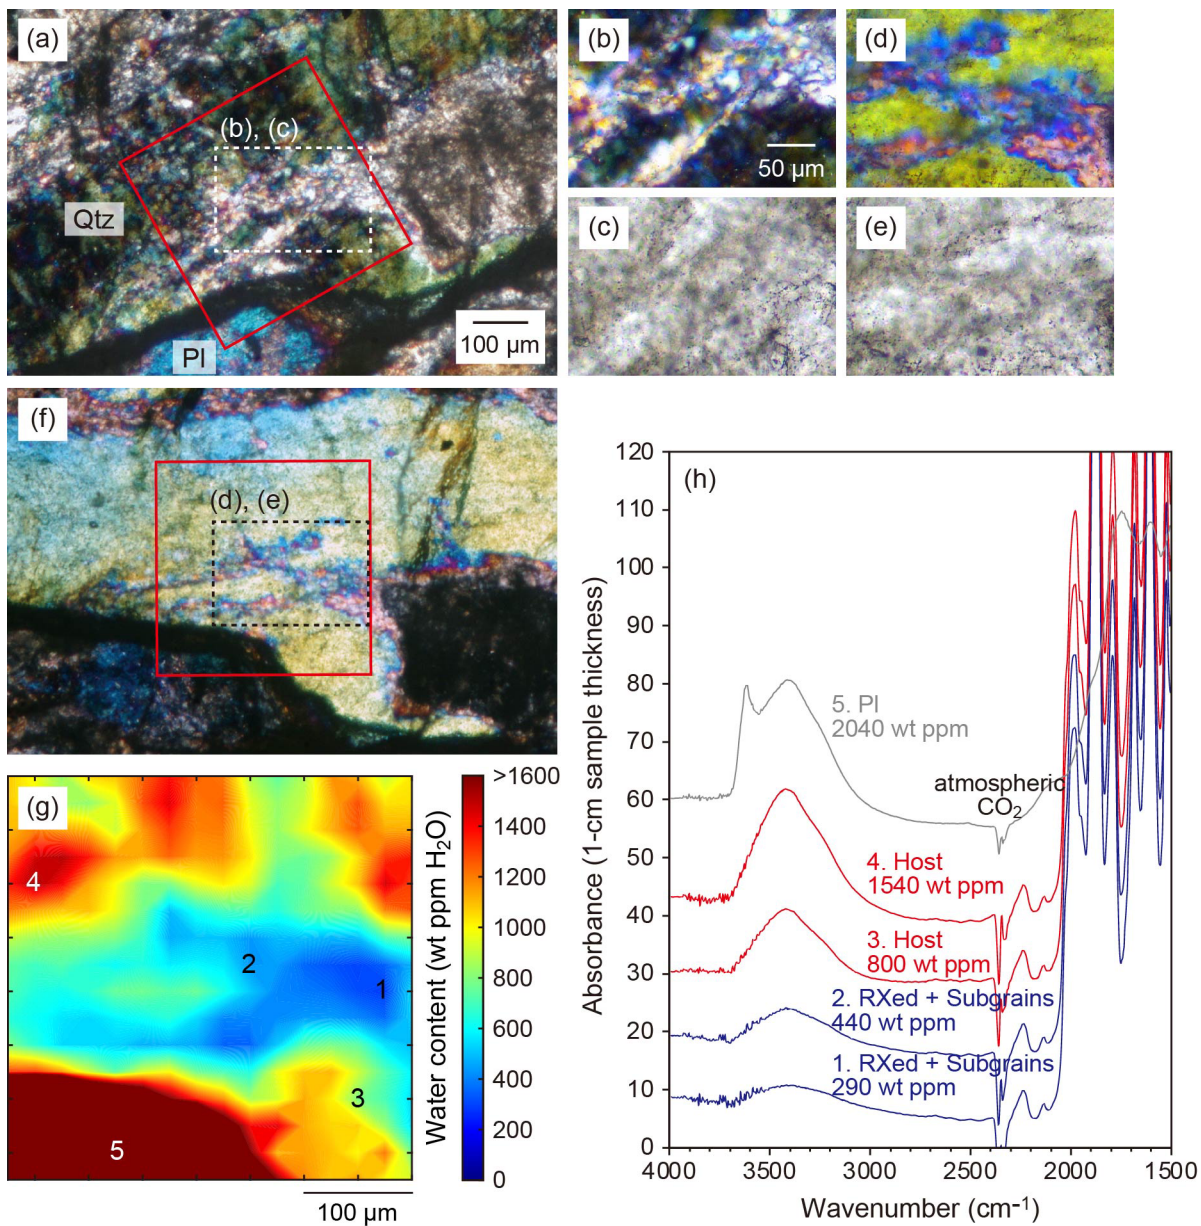 (a)
(b), (c)
Qtz
Pl
100 µm
(b)
50 µm
(d)
(c)
(e)
(f)
(d), (e)
(g)
4
2
1
3
5
100 µm
>1600
1400
1200
1000
800
600
400
200
0
Water content (wt ppm H₂O)
(h)
120
110
100
90
80
70
60
50
40
30
20
10
0
Absorbance (1-cm sample thickness)
5. Pl
2040 wt ppm
atmospheric
CO₂
4. Host
1540 wt ppm
3. Host
800 wt ppm
2. RXed + Subgrains
440 wt ppm
1. RXed + Subgrains
290 wt ppm
4000 3500 3000 2500 2000 1500
Wavenumber (cm⁻¹)